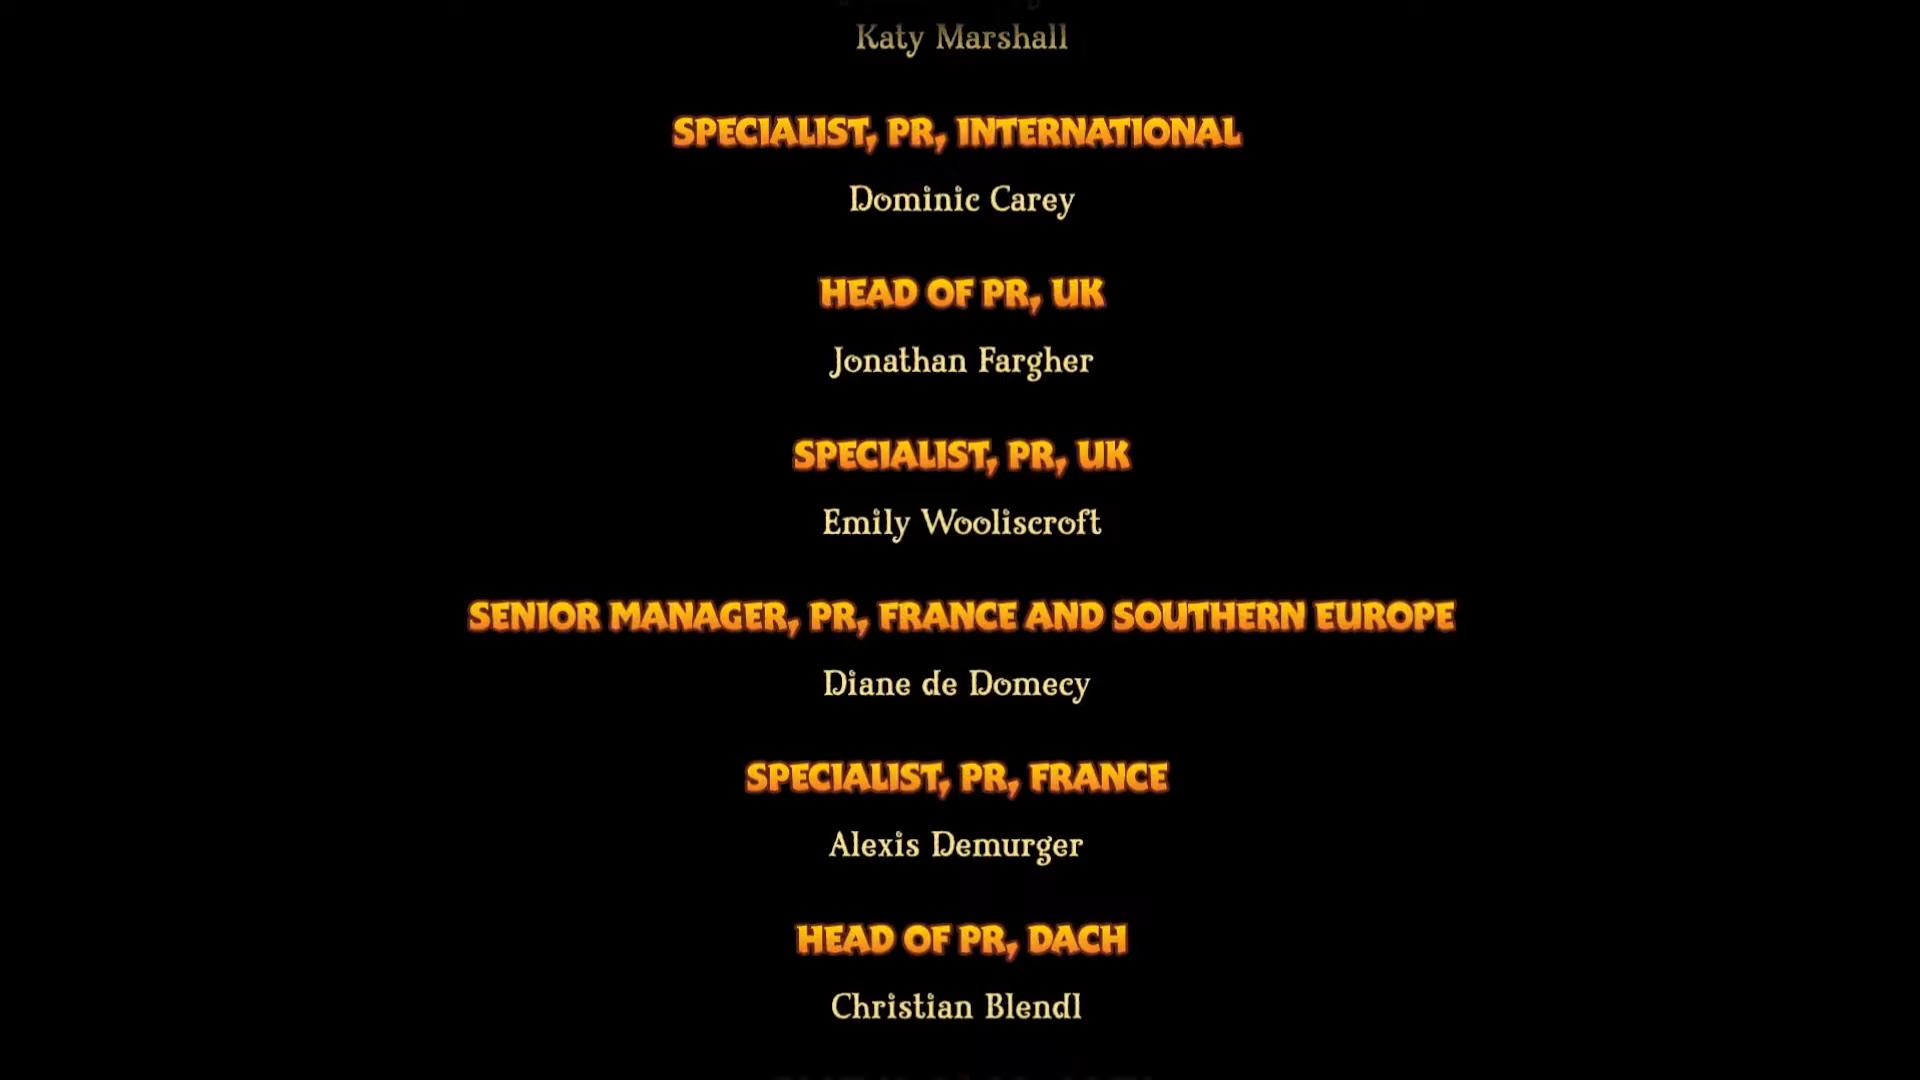 Katy Marshall
SPECIALIST, PR, INTERNATIONAL
Dominic Carey
HEAD OF PR, UK
Jonathan Fargher
SPECIALIST, PR, UK
Emily Wooliscroft
SENIOR MANAGER, PR, FRANCE AND SOUTHERN EUROPE
Diane de Domecy
SPECIALIST, PR, FRANCE
Alexis Demurger
HEAD OF PR, DACH
Christian Blendl